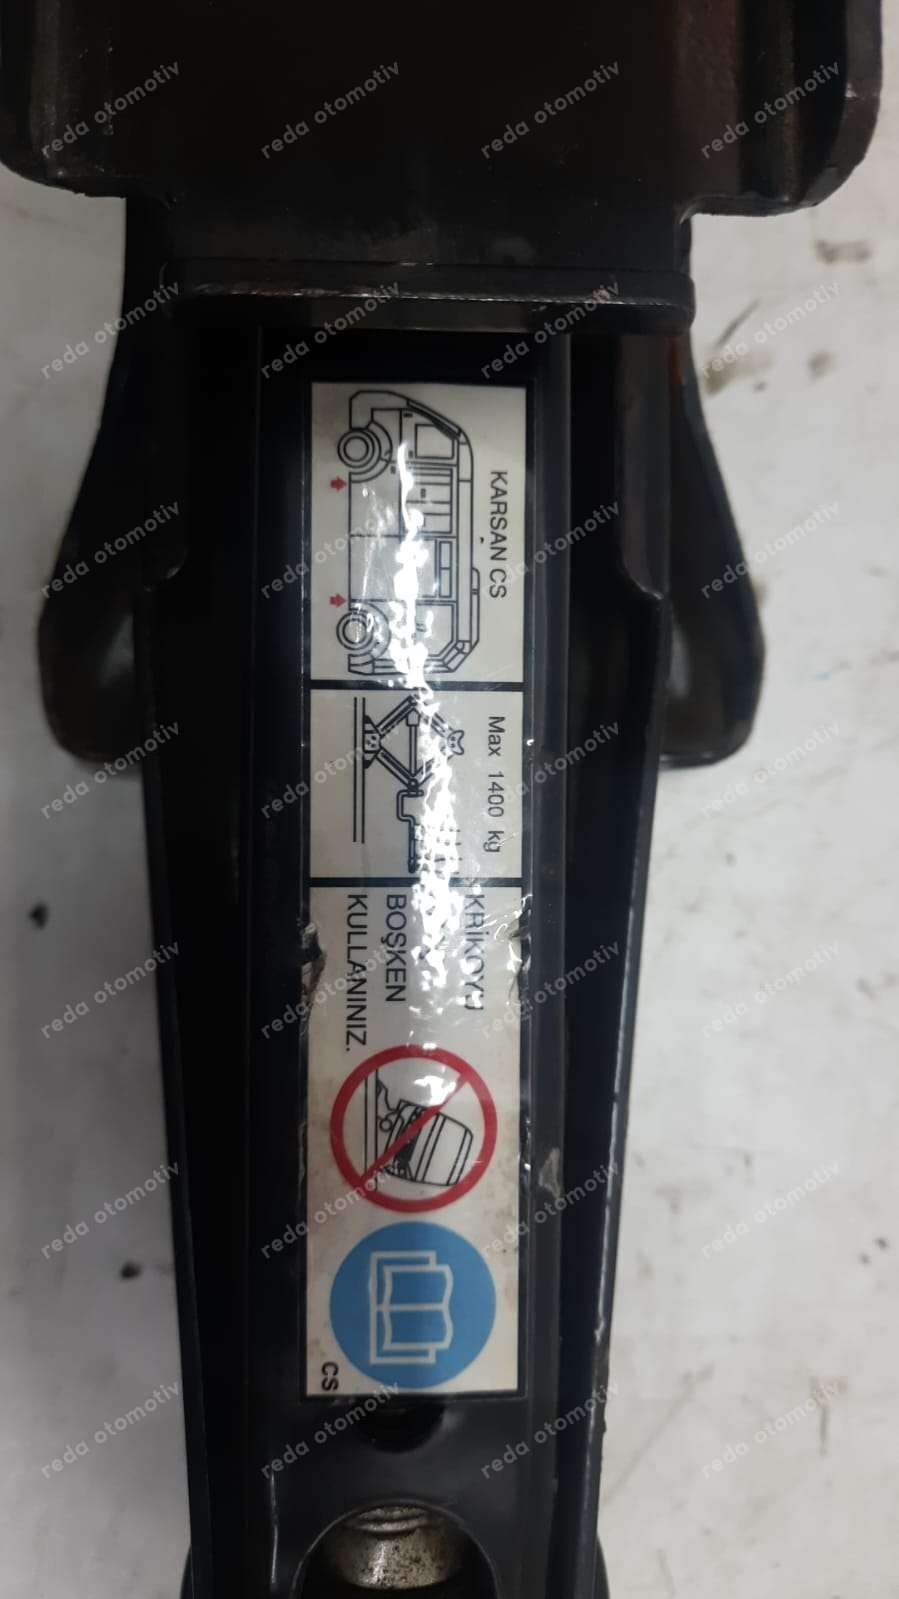 KARSAN CS
Max 1400 kg
KRİKOYU
BOŞKEN
KULLANINIZ.
CS
reda otomotiv